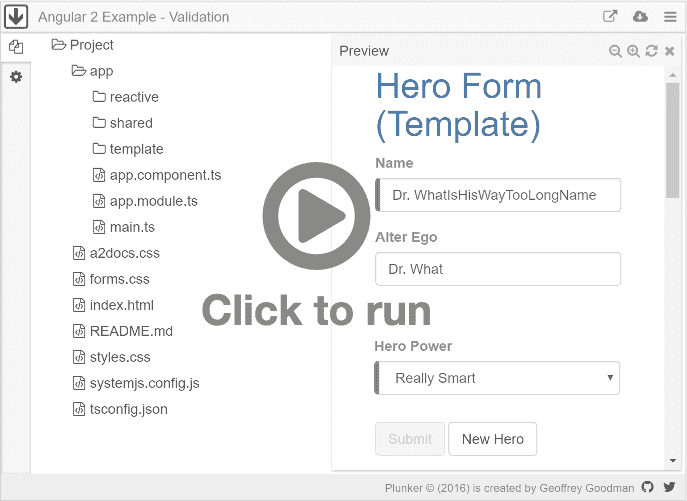 Angular 2 Example - Validation
Project
app
reactive
shared
template
app.component.ts
app.module.ts
main.ts
a2docs.css
forms.css
index.html
README.md
styles.css
systemjs.config.js
tsconfig.json
Preview
Hero Form
(Template)
Name
Dr. WhatIsHisWayTooLongName
Alter Ego
Dr. What
Hero Power
Really Smart
Submit
New Hero
Click to run
Plunker © (2016) is created by Geoffrey Goodman